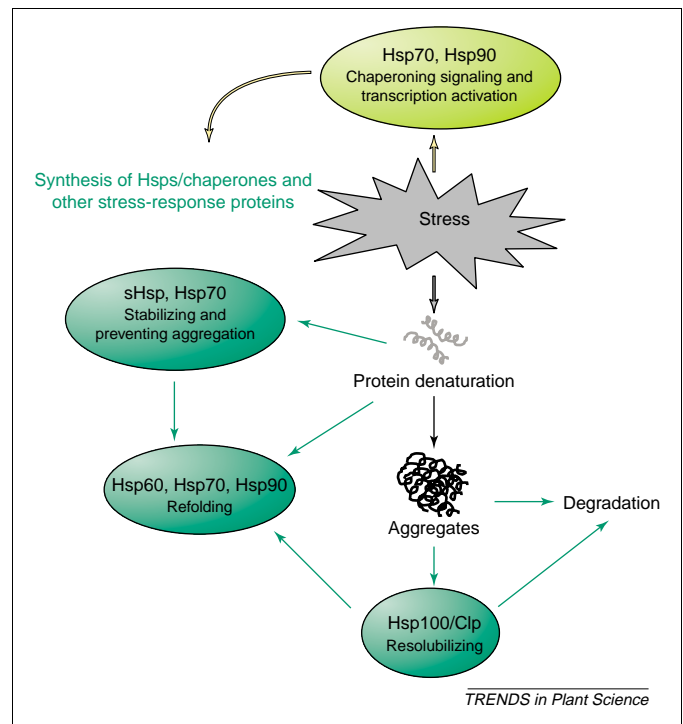 Hsp70, Hsp90
Chaperoning signaling and
transcription activation
Synthesis of Hsps/chaperones and
other stress-response proteins
Stress
sHsp, Hsp70
Stabilizing and
preventing aggregation
Protein denaturation
Hsp60, Hsp70, Hsp90
Refolding
Aggregates
Degradation
Hsp100/Clp
Resolubilizing
TRENDS in Plant Science